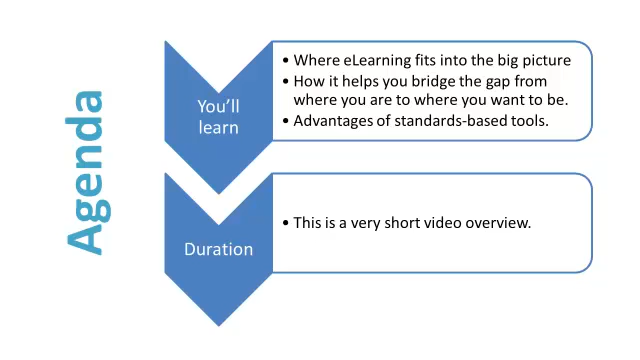 Agenda
You’ll
learn
• Where eLearning fits into the big picture
• How it helps you bridge the gap from
where you are to where you want to be.
• Advantages of standards-based tools.
Duration
• This is a very short video overview.